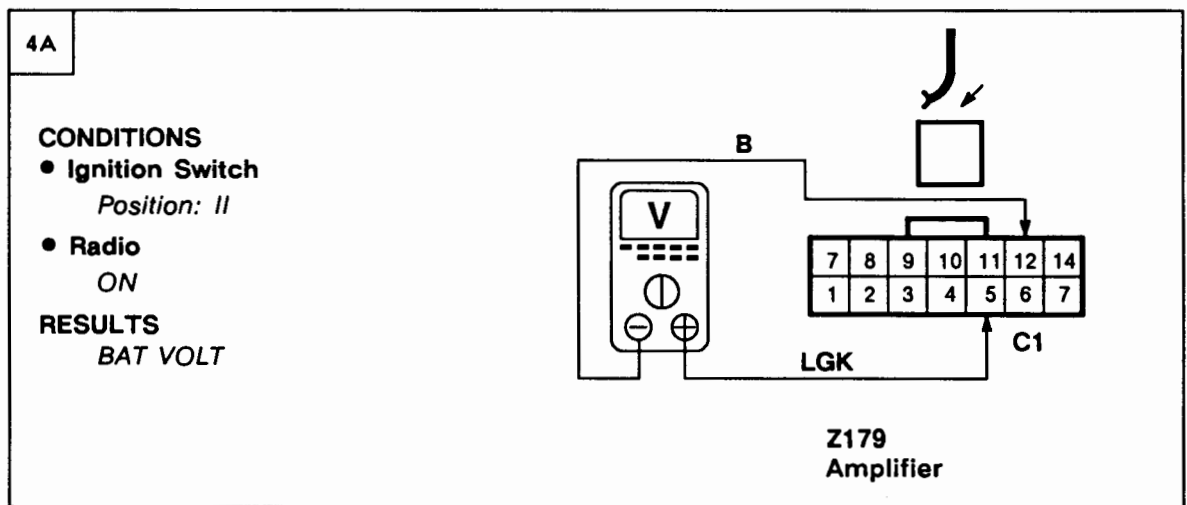 4A
CONDITIONS
• Ignition Switch
Position: II
• Radio
ON
RESULTS
BAT VOLT
B
V
7 8 9 10 11 12 14
1 2 3 4 5 6 7
C1
LGK
Z179
Amplifier